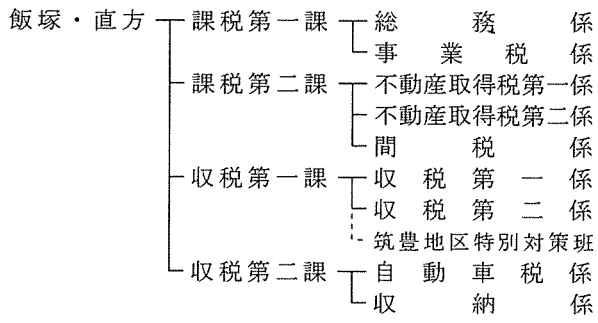 飯塚・直方 課税第一課 総務係
事業税係
課税第二課 不動産取得税第一係
不動産取得税第二係
間税係
収税第一課 収税第一係
収税第二係
筑豊地区特別対策班
収税第二課 自動車税係
収納係